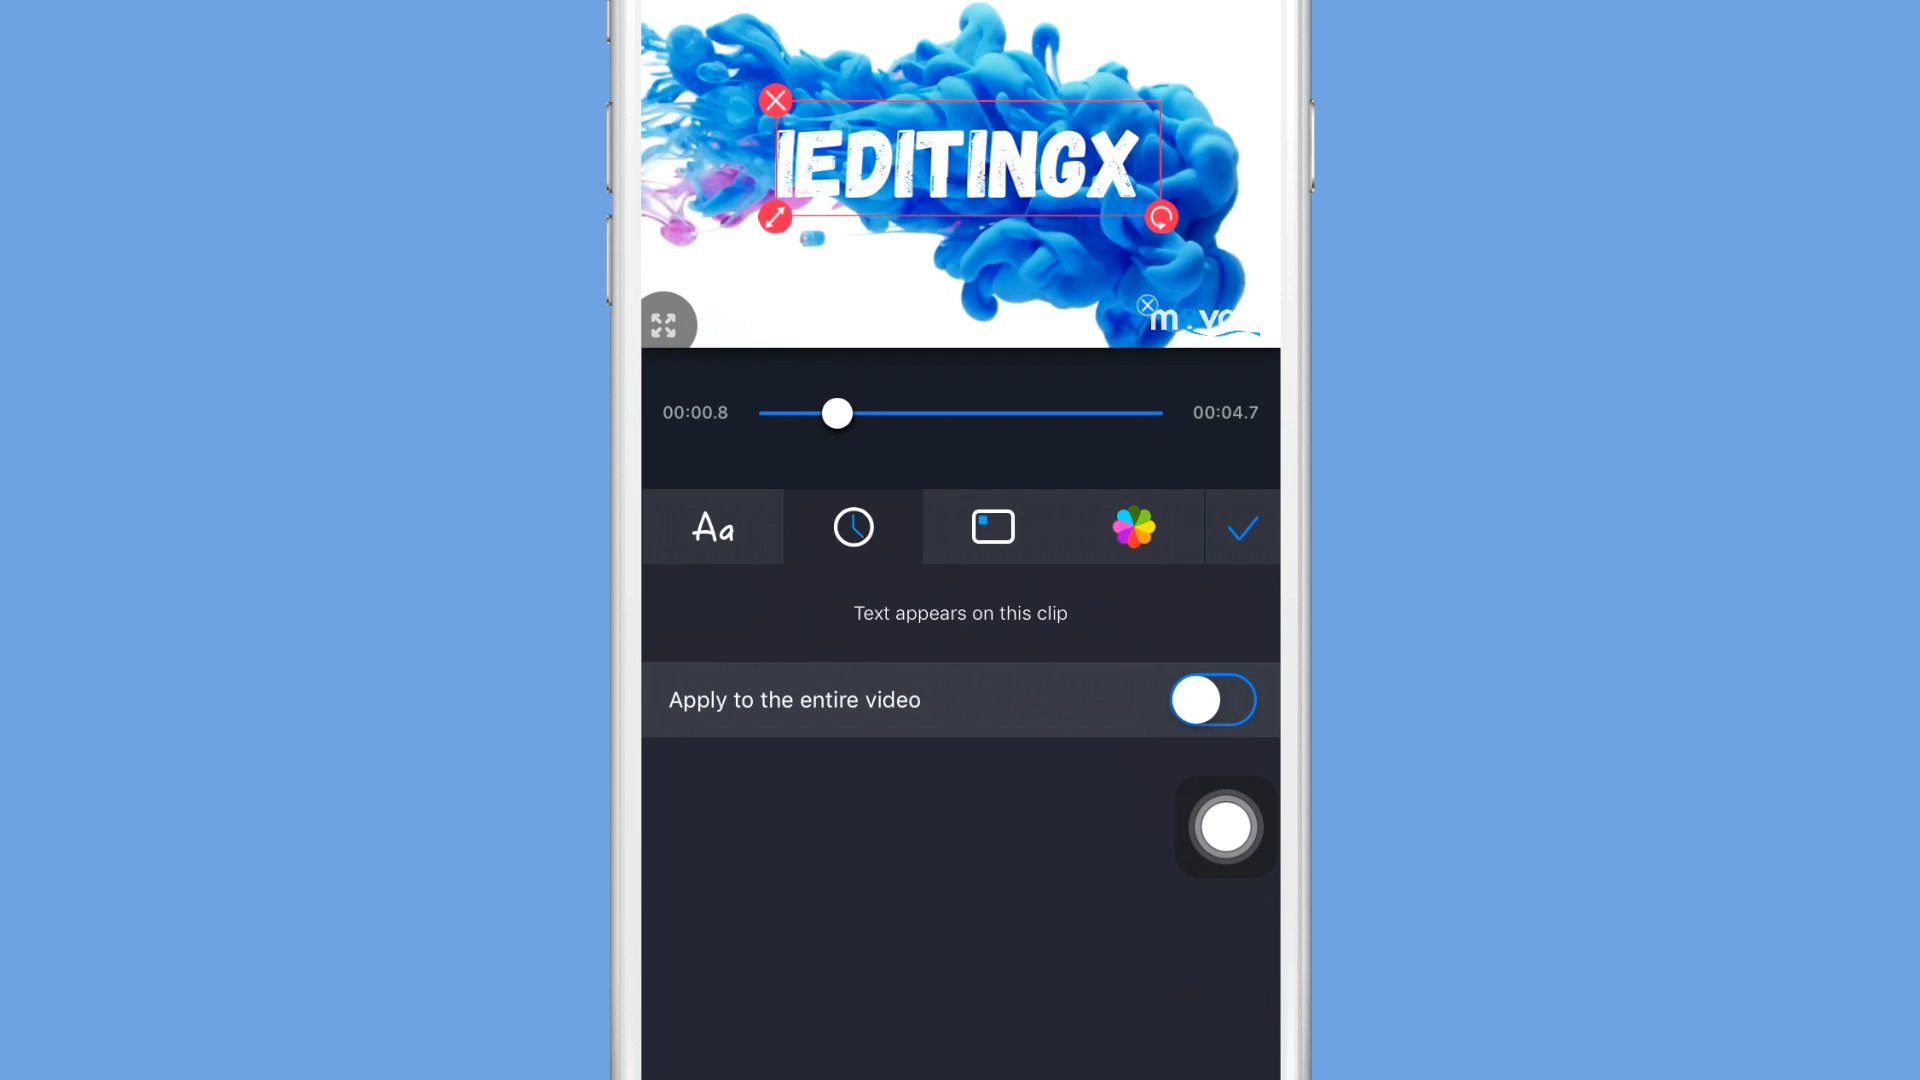 IEDITINGX
00:00.8
00:04.7
Aa
Text appears on this clip
Apply to the entire video